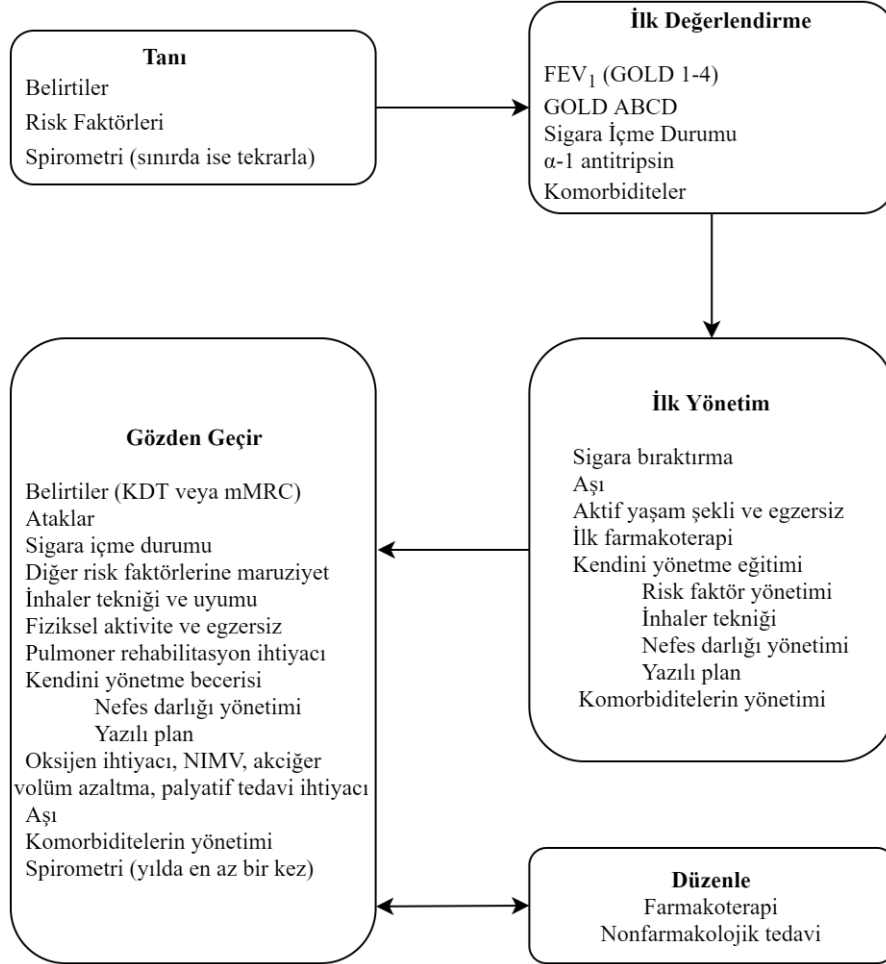 Tanı
Belirtiler
Risk Faktörleri
Spirometri (sınırda ise tekrarla)
İlk Değerlendirme
FEV1 (GOLD 1-4)
GOLD ABCD
Sigara İçme Durumu
α-1 antitripsin
Komorbiditeler
İlk Yönetim
Sigara bıraktırma
Aşı
Aktif yaşam şekli ve egzersiz
İlk farmakoterapi
Kendini yönetme eğitimi
Risk faktör yönetimi
İnhaler tekniği
Nefes darlığı yönetimi
Yazılı plan
Komorbiditelerin yönetimi
Gözden Geçir
Belirtiler (KDT veya mMRC)
Ataklar
Sigara içme durumu
Diğer risk faktörlerine maruziyet
İnhaler tekniği ve uyumu
Fiziksel aktivite ve egzersiz
Pulmoner rehabilitasyon ihtiyacı
Kendini yönetme becerisi
Nefes darlığı yönetimi
Yazılı plan
Oksijen ihtiyacı, NIMV, akciğer
volüm azaltma, palyatif tedavi ihtiyacı
Aşı
Komorbiditelerin yönetimi
Spirometri (yılda en az bir kez)
Düzenle
Farmakoterapi
Nonfarmakolojik tedavi